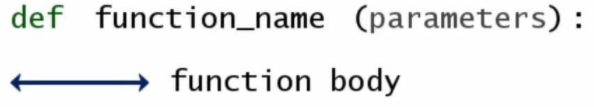 def function_name (parameters):
function body